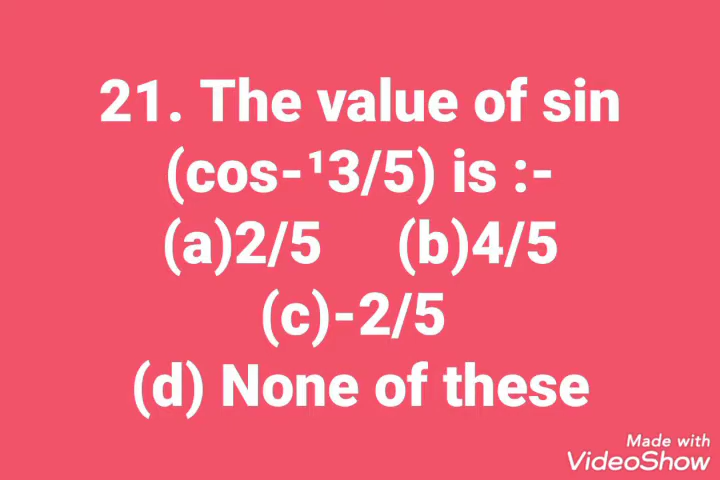 21. The value of sin
(cos-¹3/5) is :-
(a)2/5 (b)4/5
(c)-2/5
(d) None of these
Made with
VideoShow